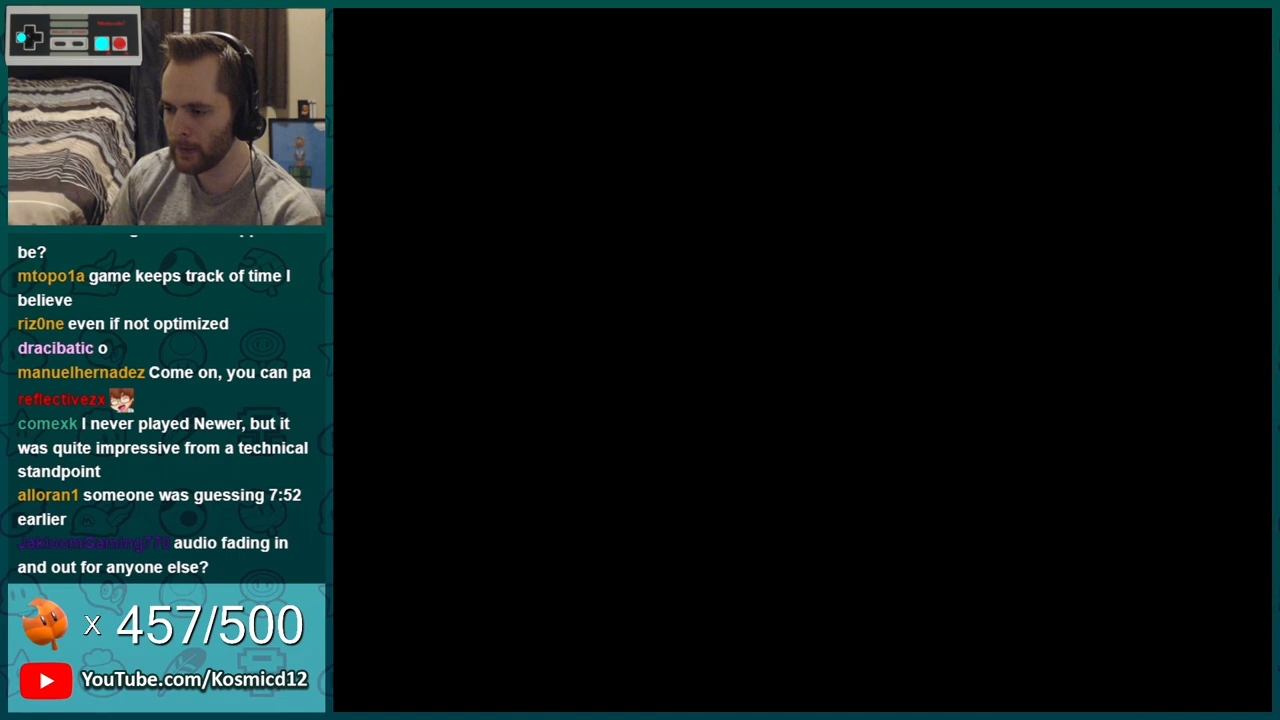 Nintendo
be?
mtopo1a game keeps track of time I
believe
riz0ne even if not optimized
dracibatic o
manuelhernadez Come on, you can pa
reflectivezx
comexk I never played Newer, but it
was quite impressive from a technical
standpoint
alloran1 someone was guessing 7:52
earlier
audio fading in
and out for anyone else?
x 457/500
YouTube.com/Kosmicd12